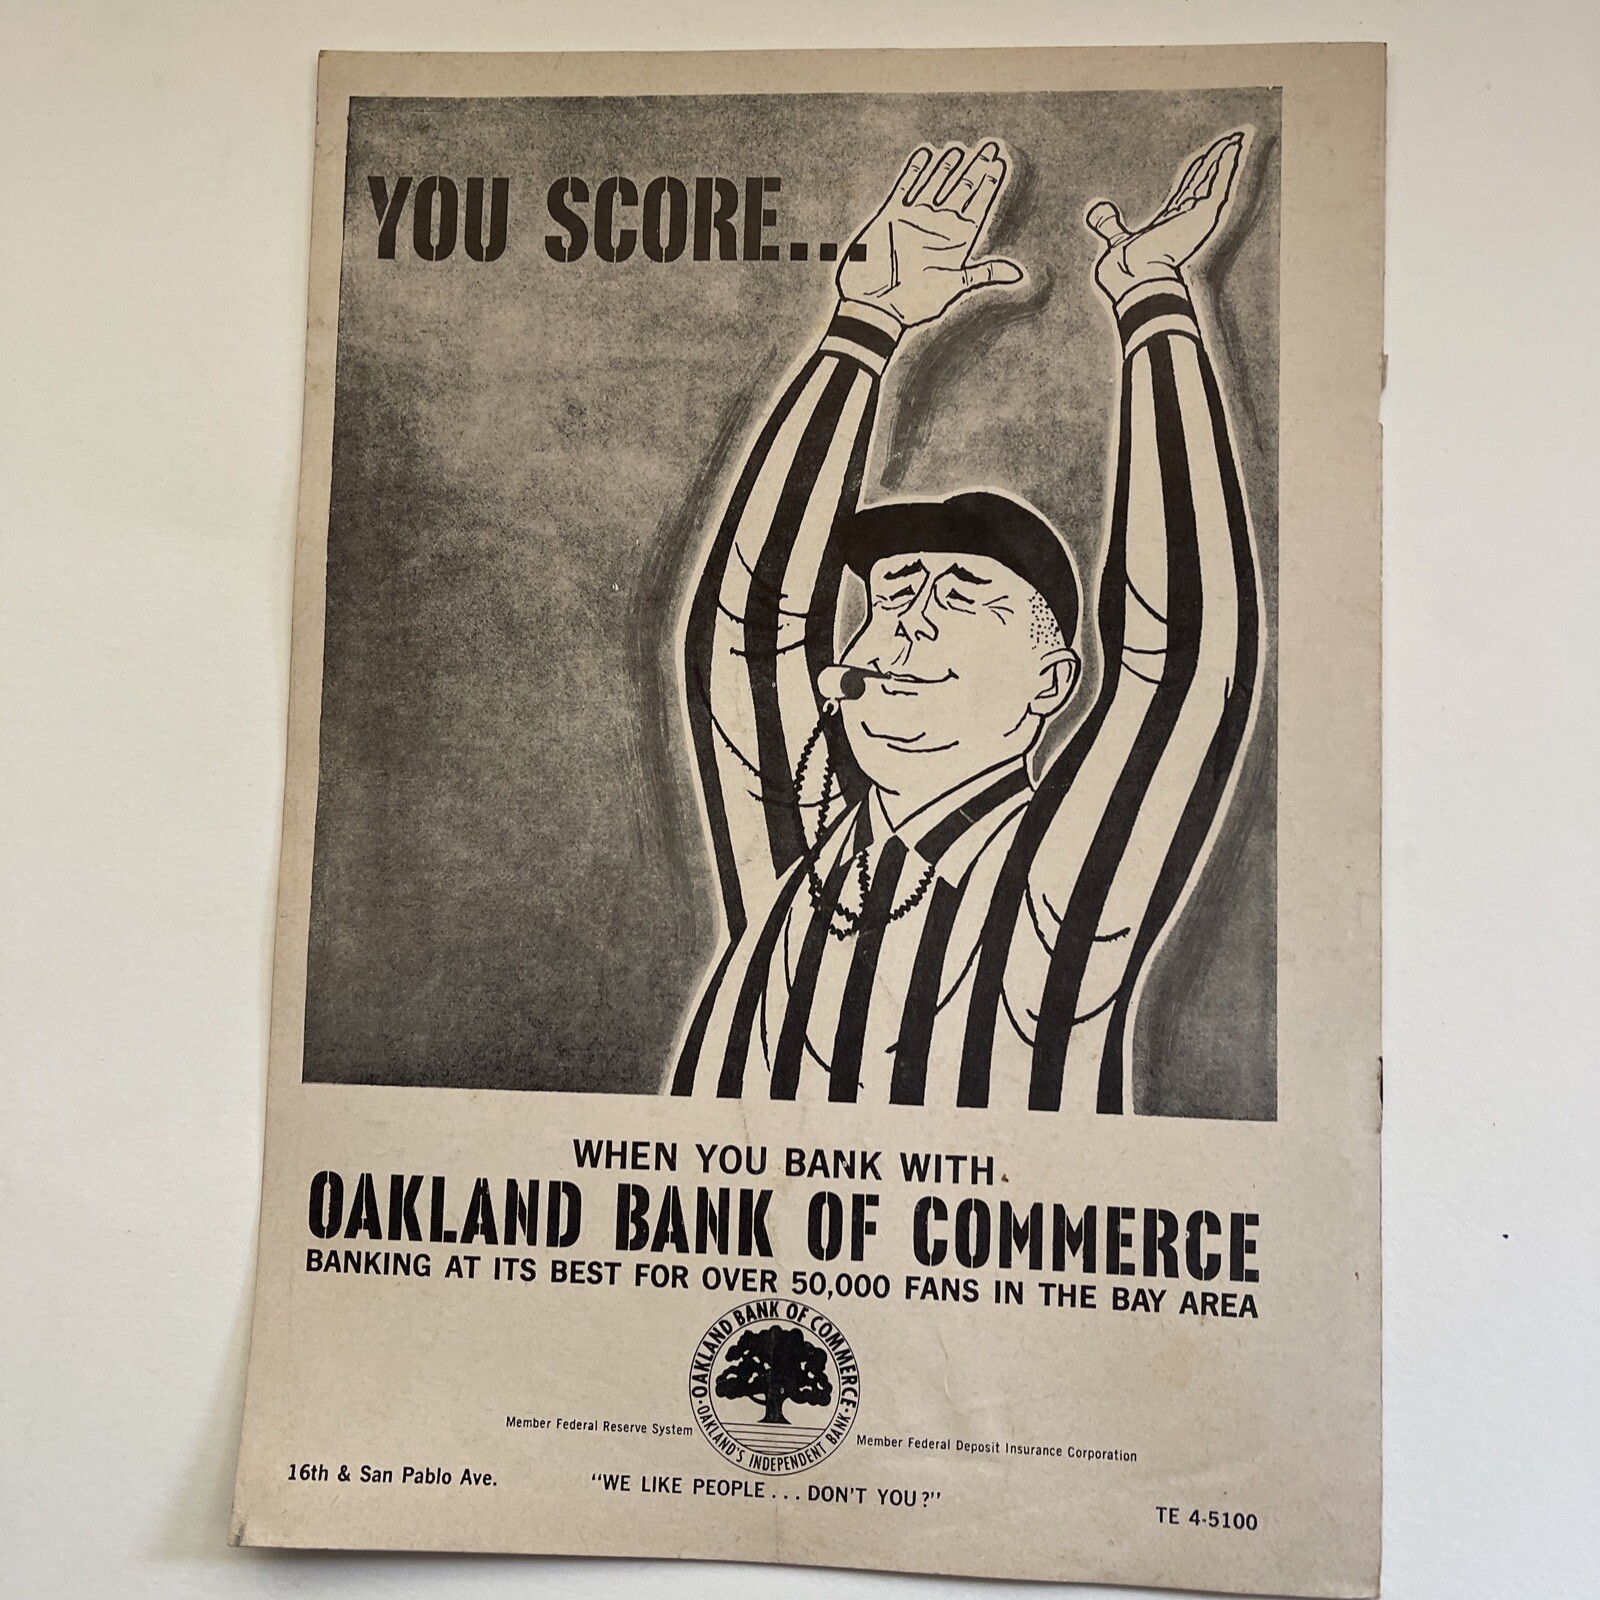 YOU SCORE...
WHEN YOU BANK WITH
OAKLAND BANK OF COMMERCE
BANKING AT ITS BEST FOR OVER 50,000 FANS IN THE BAY AREA
OAKLAND BANK OF COMMERCE
· OAKLAND'S INDEPENDENT BANK ·
Member Federal Reserve System
Member Federal Deposit Insurance Corporation
16th & San Pablo Ave.
"WE LIKE PEOPLE . . . DON'T YOU?"
TE 4-5100